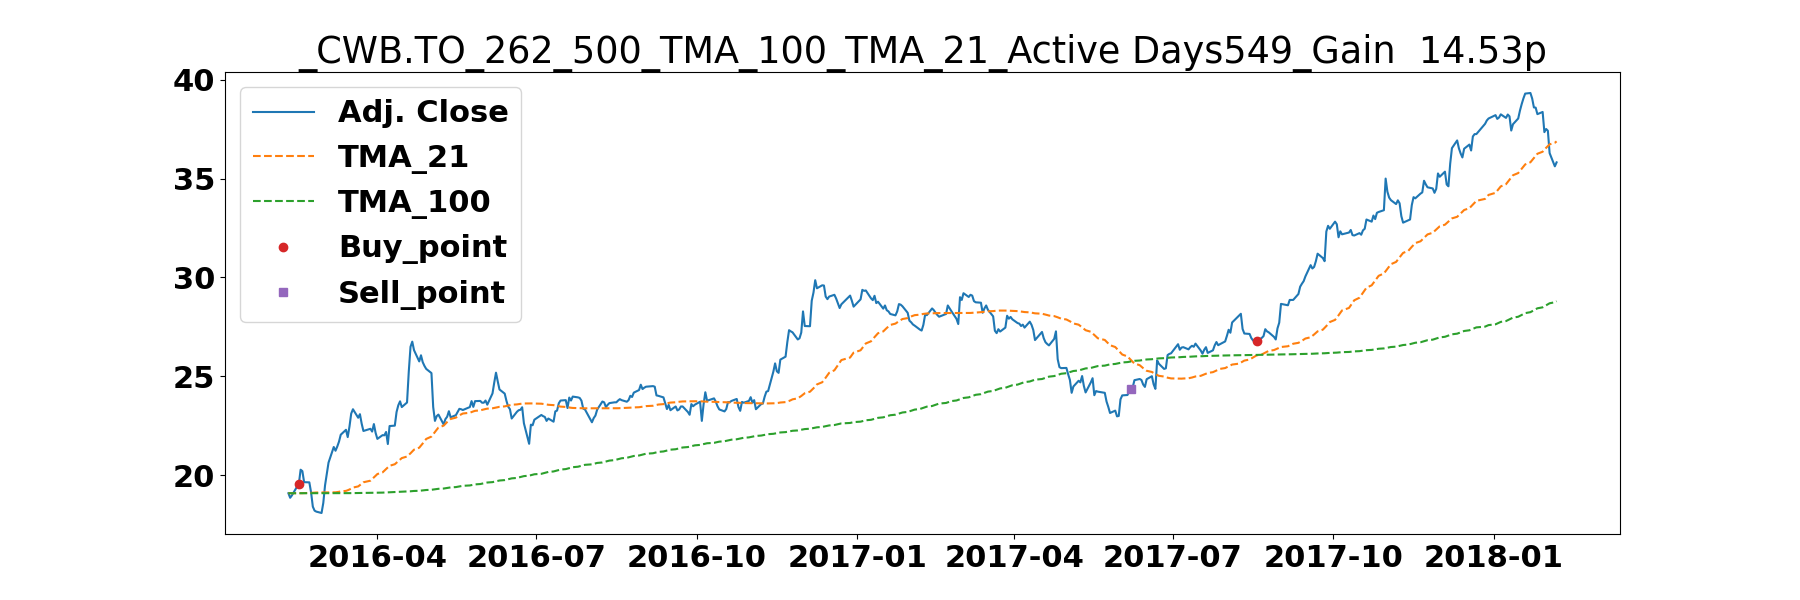 _CWB.TO_262_500_TMA_100_TMA_21_Active Days549_Gain  14.53p
40
35
30
25
20
Adj. Close
TMA_21
TMA_100
Buy_point
Sell_point
2016-04 2016-07 2016-10 2017-01 2017-04 2017-07 2017-10 2018-01